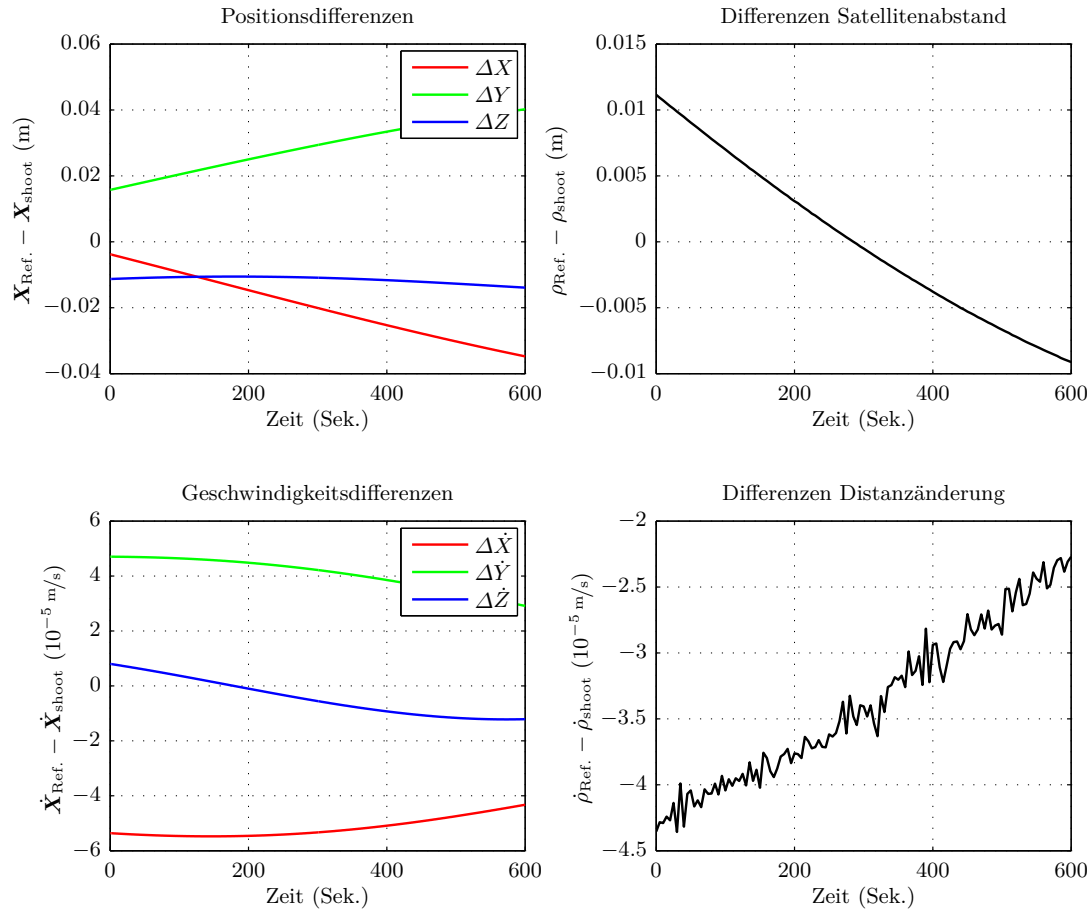 Positionsdifferenzen
0.06
0.04
0.02
0
−0.02
−0.04
0
200
400
600
Zeit (Sek.)
X_Ref. − X_shoot (m)
ΔX
ΔY
ΔZ
Differenzen Satellitenabstand
0.015
0.01
0.005
0
−0.005
−0.01
0
200
400
600
Zeit (Sek.)
ρ_Ref. − ρ_shoot (m)
Geschwindigkeitsdifferenzen
6
4
2
0
−2
−4
−6
0
200
400
600
Zeit (Sek.)
Ẋ_Ref. − Ẋ_shoot (10⁻⁵ m/s)
ΔẊ
ΔẎ
ΔŻ
Differenzen Distanzänderung
−2
−2.5
−3
−3.5
−4
−4.5
0
200
400
600
Zeit (Sek.)
ρ̇_Ref. − ρ̇_shoot (10⁻⁵ m/s)